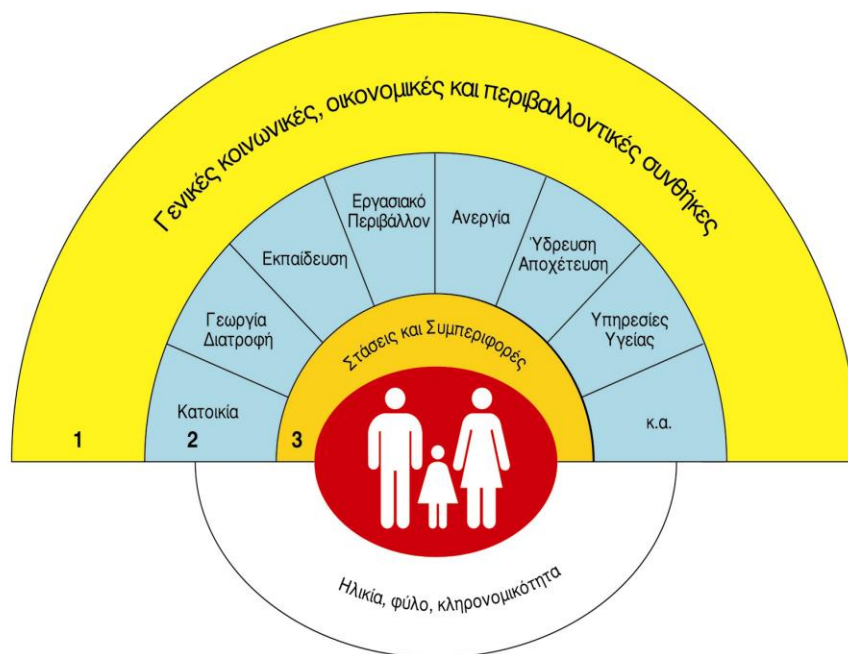 Γενικές κοινωνικές, οικονομικές και περιβαλλοντικές συνθήκες
Κατοικία
Γεωργία
Διατροφή
Εκπαίδευση
Εργασιακό
Περιβάλλον
Ανεργία
Ύδρευση
Αποχέτευση
Υπηρεσίες
Υγείας
κ.α.
Στάσεις και Συμπεριφορές
1
2
3
Ηλικία, φύλο, κληρονομικότητα